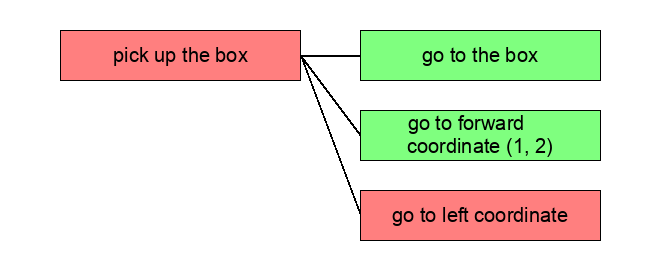 pick up the box
go to the box
go to forward
coordinate (1, 2)
go to left coordinate